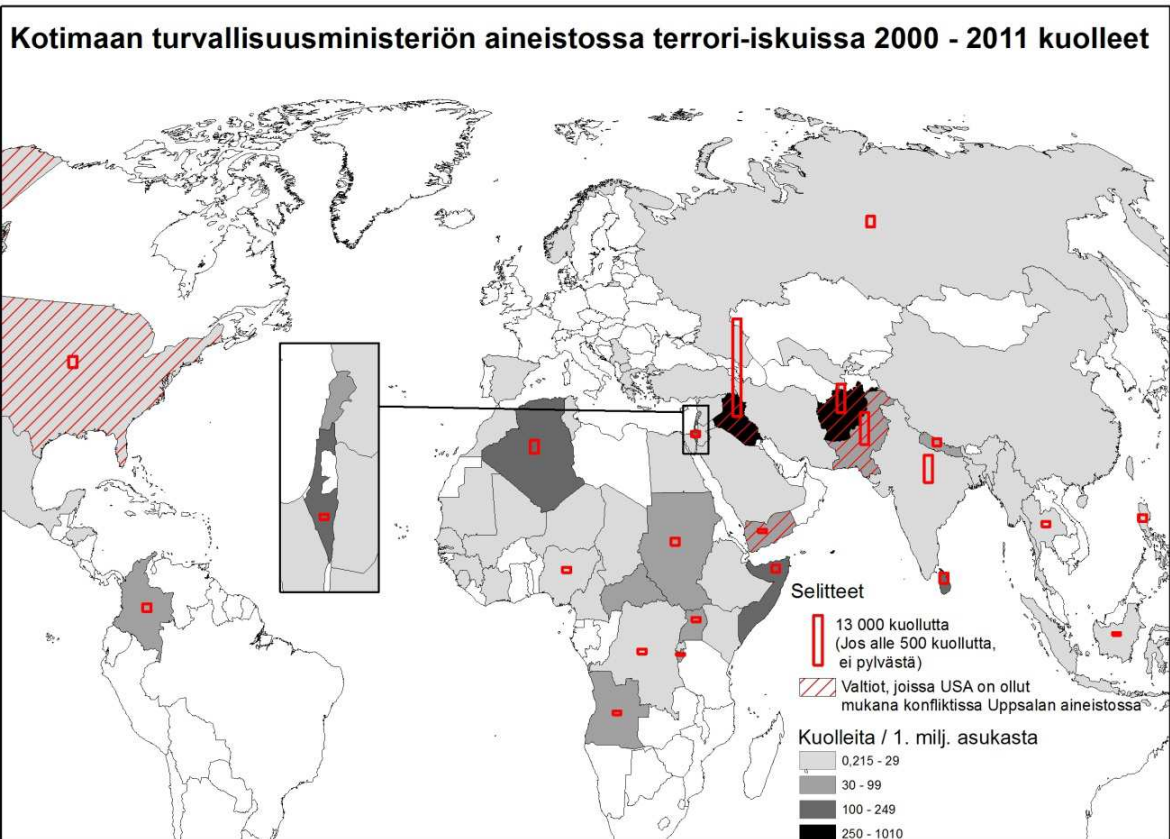 Kotimaan turvallisuusministeriön aineistossa terrori-iskuissa 2000 - 2011 kuolleet
Selitteet
13 000 kuollutta
(Jos alle 500 kuollutta,
ei pylvästä)
Valtiot, joissa USA on ollut
mukana konfliktissa Uppsalan aineistossa
Kuolleita / 1. milj. asukasta
0,215 - 29
30 - 99
100 - 249
250 - 1010